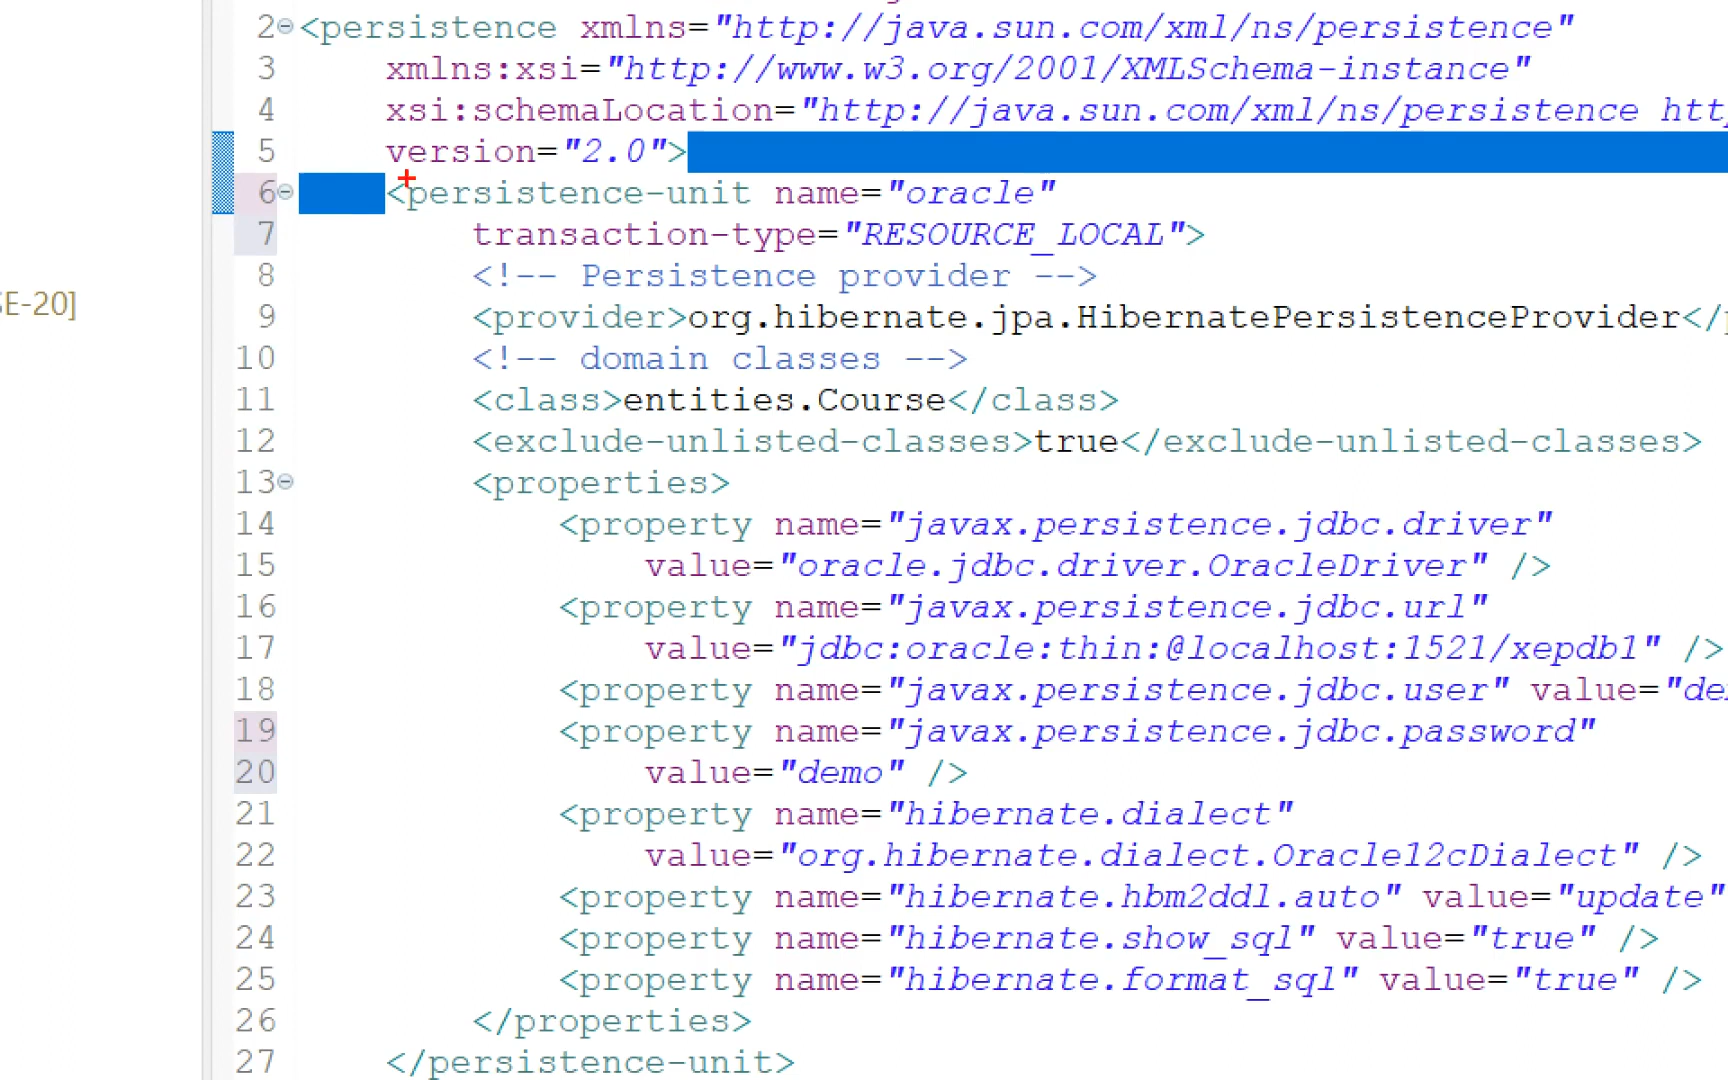 2 <persistence xmlns="http://java.sun.com/xml/ns/persistence"
3 xmlns:xsi="http://www.w3.org/2001/XMLSchema-instance"
4 xsi:schemaLocation="http://java.sun.com/xml/ns/persistence
5 version="2.0">
6 <persistence-unit name="oracle"
7 transaction-type="RESOURCE_LOCAL">
8 <!-- Persistence provider -->
E-20]
9 <provider>org.hibernate.jpa.HibernatePersistenceProvider</
10 <!-- domain classes -->
11 <class>entities.Course</class>
12 <exclude-unlisted-classes>true</exclude-unlisted-classes>
13 <properties>
14 <property name="javax.persistence.jdbc.driver"
15 value="oracle.jdbc.driver.OracleDriver" />
16 <property name="javax.persistence.jdbc.url"
17 value="jdbc:oracle:thin:@localhost:1521/xepdb1" />
18 <property name="javax.persistence.jdbc.user" value="de
19 <property name="javax.persistence.jdbc.password"
20 value="demo" />
21 <property name="hibernate.dialect"
22 value="org.hibernate.dialect.Oracle12cDialect" />
23 <property name="hibernate.hbm2ddl.auto" value="update"
24 <property name="hibernate.show_sql" value="true" />
25 <property name="hibernate.format_sql" value="true" />
26 </properties>
27 </persistence-unit>